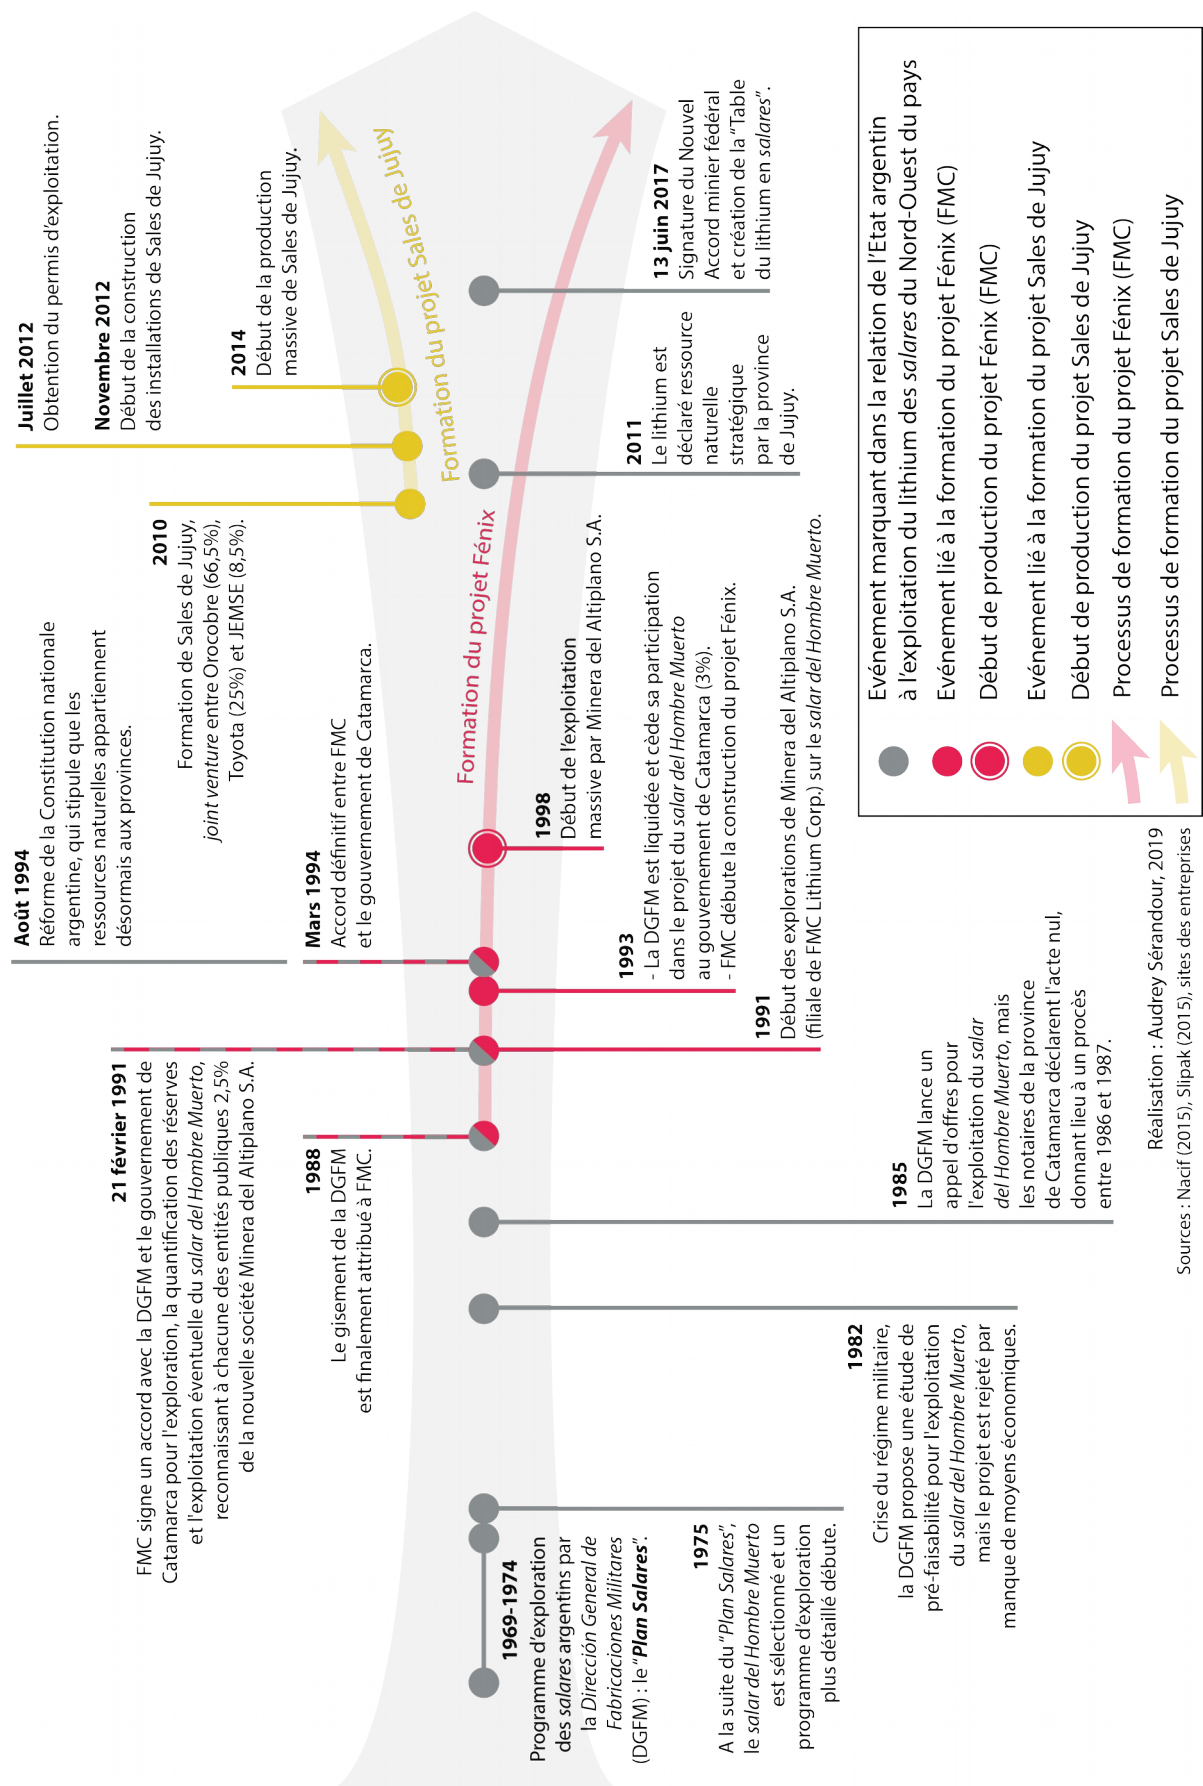 21 février 1991
FMC signe un accord avec la DGFM et le gouvernement de
Catamarca pour l'exploration, la quantification des réserves
et l'exploitation éventuelle du salar del Hombre Muerto,
reconnaissant à chacune des entités publiques 2,5%
de la nouvelle société Minera del Altiplano S.A.
1988
Le gisement de la DGFM
est finalement attribué à FMC.
Août 1994
Réforme de la Constitution nationale
argentine, qui stipule que les
ressources naturelles appartiennent
désormais aux provinces.
Mars 1994
Accord définitif entre FMC
et le gouvernement de Catamarca.
2010
Formation de Sales de Jujuy,
joint venture entre Orocobre (66,5%),
Toyota (25%) et JEMSE (8,5%).
Juillet 2012
Obtention du permis d'exploitation.
Novembre 2012
Début de la construction
des installations de Sales de Jujuy.
2014
Début de la production
massive de Sales de Jujuy.
Formation du projet Sales de Jujuy
Formation du projet Fénix
1969-1974
Programme d'exploration
des salares argentins par
la Dirección General de
Fabricaciones Militares
(DGFM) : le "Plan Salares".
1975
A la suite du "Plan Salares",
le salar del Hombre Muerto
est sélectionné et un
programme d'exploration
plus détaillé débute.
1982
Crise du régime militaire,
la DGFM propose une étude de
pré-faisabilité pour l'exploitation
du salar del Hombre Muerto,
mais le projet est rejeté par
manque de moyens économiques.
1985
La DGFM lance un
appel d'offres pour
l'exploitation du salar
del Hombre Muerto, mais
les notaires de la province
de Catamarca déclarent l'acte nul,
donnant lieu à un procès
entre 1986 et 1987.
1991
Début des explorations de Minera del Altiplano S.A.
(filiale de FMC Lithium Corp.) sur le salar del Hombre Muerto.
1993
- La DGFM est liquidée et cède sa participation
dans le projet du salar del Hombre Muerto
au gouvernement de Catamarca (3%).
- FMC débute la construction du projet Fénix.
1998
Début de l'exploitation
massive par Minera del Altiplano S.A.
2011
Le lithium est
déclaré ressource
naturelle
stratégique
par la province
de Jujuy.
13 juin 2017
Signature du Nouvel
Accord minier fédéral
et création de la "Table
du lithium en salares".
Evénement marquant dans la relation de l'Etat argentin
à l'exploitation du lithium des salares du Nord-Ouest du pays
Evénement lié à la formation du projet Fénix (FMC)
Début de production du projet Fénix (FMC)
Evénement lié à la formation du projet Sales de Jujuy
Début de production du projet Sales de Jujuy
Processus de formation du projet Fénix (FMC)
Processus de formation du projet Sales de Jujuy
Réalisation : Audrey Sérandour, 2019
Sources : Nacif (2015), Slipak (2015), sites des entreprises